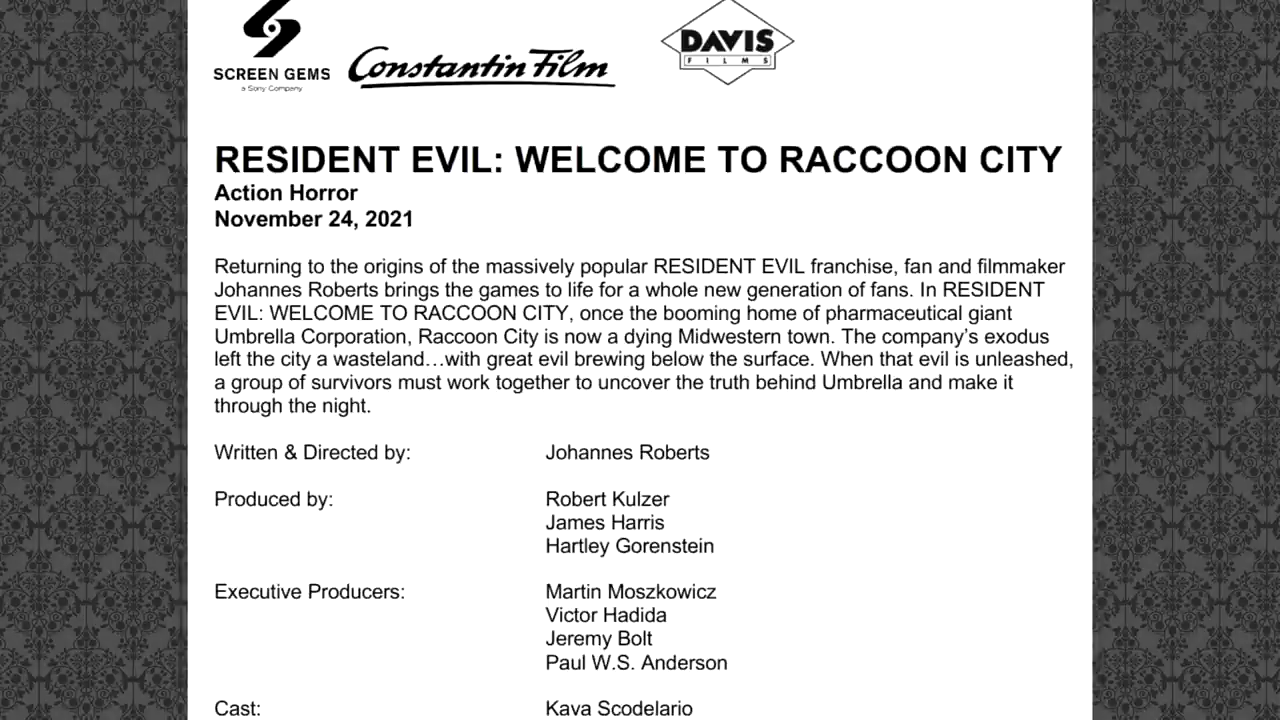 SCREEN GEMS
a Sony Company
Constantin Film
DAVIS
FILMS
RESIDENT EVIL: WELCOME TO RACCOON CITY
Action Horror
November 24, 2021
Returning to the origins of the massively popular RESIDENT EVIL franchise, fan and filmmaker
Johannes Roberts brings the games to life for a whole new generation of fans. In RESIDENT
EVIL: WELCOME TO RACCOON CITY, once the booming home of pharmaceutical giant
Umbrella Corporation, Raccoon City is now a dying Midwestern town. The company’s exodus
left the city a wasteland…with great evil brewing below the surface. When that evil is unleashed,
a group of survivors must work together to uncover the truth behind Umbrella and make it
through the night.
Written & Directed by: Johannes Roberts
Produced by: Robert Kulzer
James Harris
Hartley Gorenstein
Executive Producers: Martin Moszkowicz
Victor Hadida
Jeremy Bolt
Paul W.S. Anderson
Cast: Kaya Scodelario